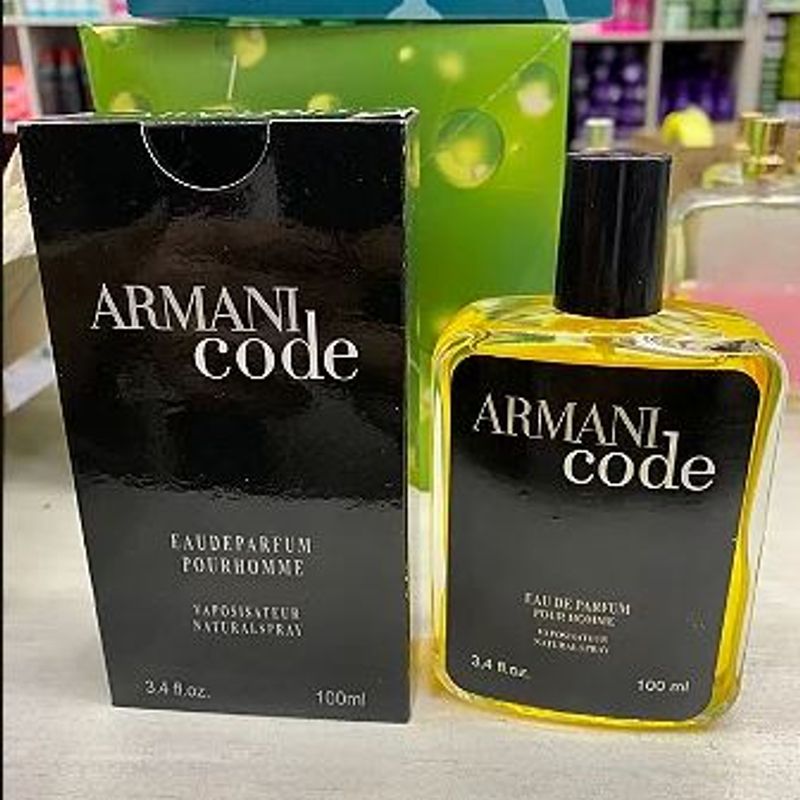 ARMANI
code
EAUDEPARFUM
POURHOMME
VAPOSISATEUR
NATURALSPRAY
3.4 fl.oz. 100ml
ARMANI
code
EAU DE PARFUM
POUR HOMME
VAPOSISATEUR
NATURAL SPRAY
3,4 fl.oz. 100 ml